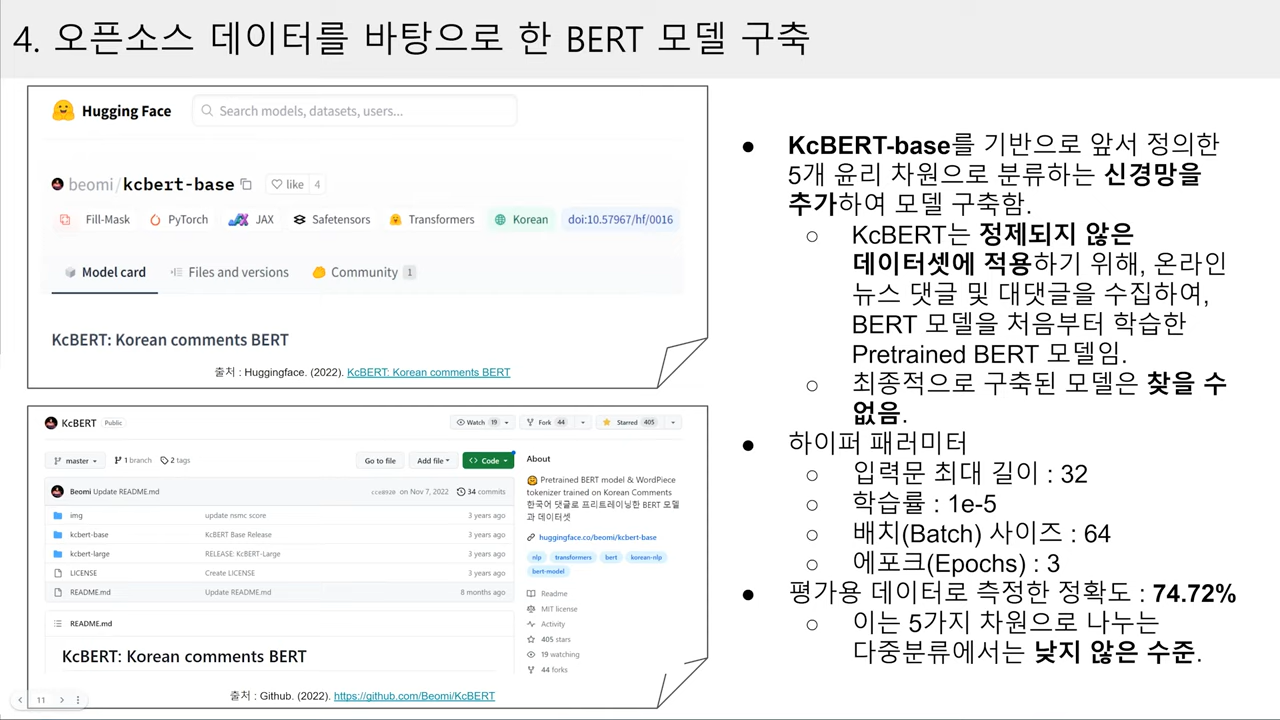 4. 오픈소스 데이터를 바탕으로 한 BERT 모델 구축
Hugging Face
Search models, datasets, users...
beomi/kcbert-base
like 4
Fill-Mask PyTorch JAX Safetensors Transformers Korean doi:10.57967/hf/0016
Model card Files and versions Community 1
KcBERT: Korean comments BERT
출처 : Huggingface. (2022). KcBERT: Korean comments BERT
KcBERT Public
Watch 19 Fork 44 Starred 405
master 1 branch 2 tags Go to file Add file Code
Beomi Update README.md on Nov 7, 2022 34 commits
img update nsmc score 3 years ago
kcbert-base KcBERT Base Release 3 years ago
kcbert-large RELEASE: KcBERT-Large 3 years ago
LICENSE Create LICENSE 3 years ago
README.md Update README.md 8 months ago
README.md
KcBERT: Korean comments BERT
About
Pretrained BERT model & WordPiece
tokenizer trained on Korean Comments
한국어 댓글로 프리트레이닝한 BERT 모델
과 데이터셋
huggingface.co/beomi/kcbert-base
nlp transformers bert korean-nlp
bert-model
Readme
MIT license
Activity
405 stars
19 watching
44 forks
출처 : Github. (2022). https://github.com/Beomi/KcBERT
11
● KcBERT-base를 기반으로 앞서 정의한
5개 윤리 차원으로 분류하는 신경망을
추가하여 모델 구축함.
○ KcBERT는 정제되지 않은
데이터셋에 적용하기 위해, 온라인
뉴스 댓글 및 대댓글을 수집하여,
BERT 모델을 처음부터 학습한
Pretrained BERT 모델임.
○ 최종적으로 구축된 모델은 찾을 수
없음.
● 하이퍼 패러미터
○ 입력문 최대 길이 : 32
○ 학습률 : 1e-5
○ 배치(Batch) 사이즈 : 64
○ 에포크(Epochs) : 3
● 평가용 데이터로 측정한 정확도 : 74.72%
○ 이는 5가지 차원으로 나누는
다중분류에서는 낮지 않은 수준.